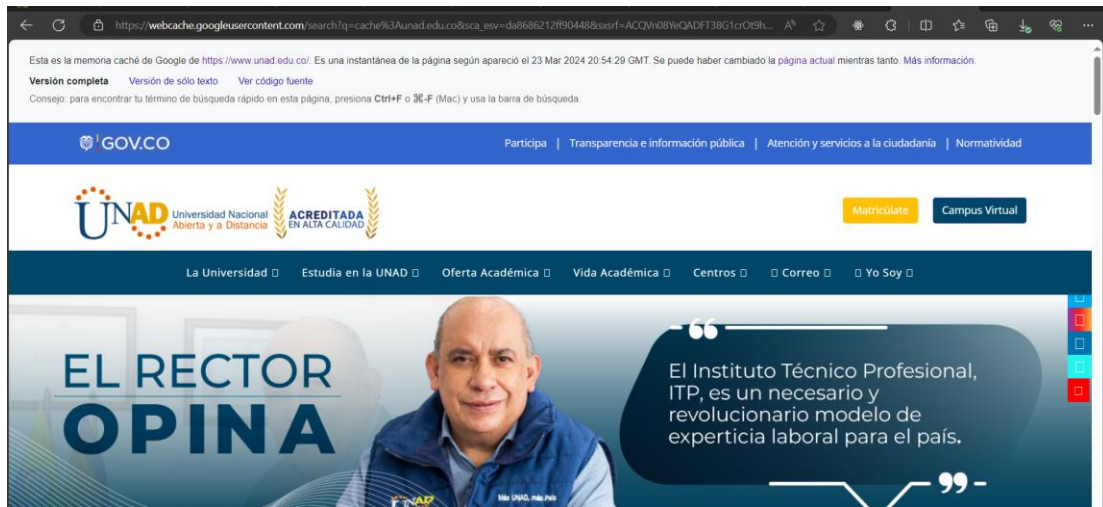 https://webcache.googleusercontent.com/search?q=cache%3Aunad.edu.co&sca_esv=da8686212ff90448&sxsrf=ACQVn08YeQADFT38G1crOt9h...
Esta es la memoria caché de Google de https://www.unad.edu.co/. Es una instantánea de la página según apareció el 23 Mar 2024 20:54:29 GMT. Se puede haber cambiado la página actual mientras tanto. Más información.
Versión completa Versión de sólo texto Ver código fuente
Consejo: para encontrar tu término de búsqueda rápido en esta página, presiona Ctrl+F o ⌘-F (Mac) y usa la barra de búsqueda.
GOV.CO Participa | Transparencia e información pública | Atención y servicios a la ciudadanía | Normatividad
UNAD Universidad Nacional
Abierta y a Distancia
ACREDITADA
EN ALTA CALIDAD
Matricúlate Campus Virtual
La Universidad Estudia en la UNAD Oferta Académica Vida Académica Centros Correo Yo Soy
EL RECTOR
OPINA
“
El Instituto Técnico Profesional,
ITP, es un necesario y
revolucionario modelo de
experticia laboral para el país.
”
UNAD
Más UNAD, más País